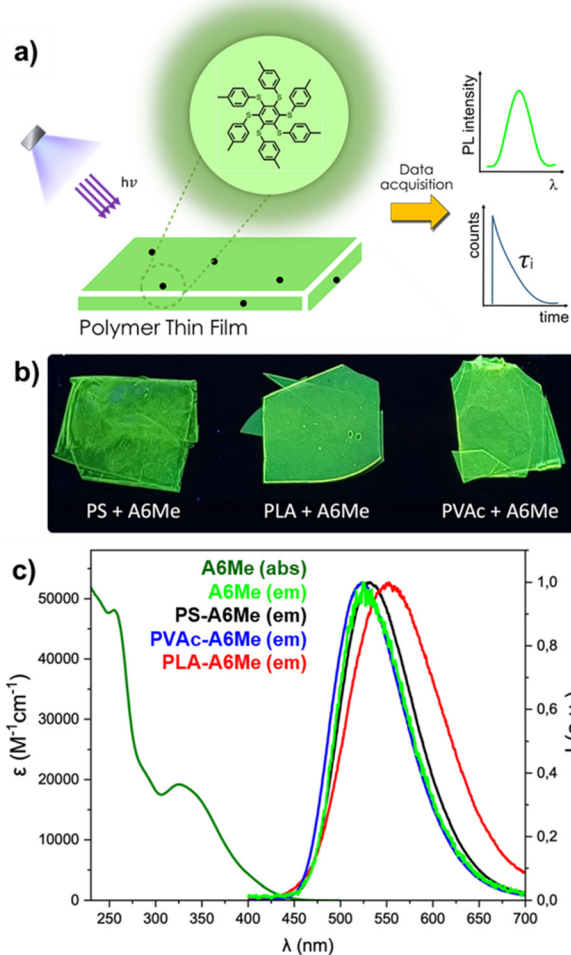 a)
hν
S
S
S
S
S
S
Data
acquisition
PL intensity
λ
counts
τi
time
Polymer Thin Film
b)
PS + A6Me
PLA + A6Me
PVAc + A6Me
c)
A6Me (abs)
A6Me (em)
PS-A6Me (em)
PVAc-A6Me (em)
PLA-A6Me (em)
ε (M⁻¹cm⁻¹)
50000
40000
30000
20000
10000
0
1,0
0,8
0,6
0,4
0,2
0,0
250 300 350 400 450 500 550 600 650 700
λ (nm)